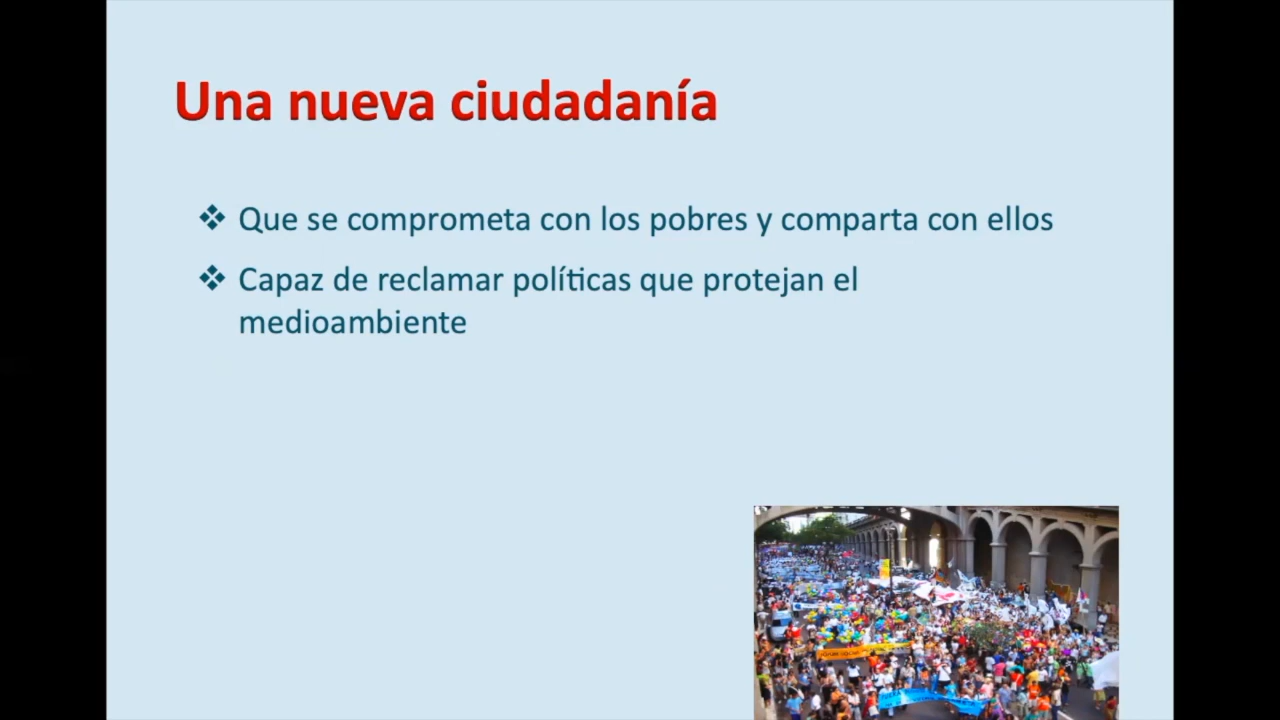 Una nueva ciudadanía
❖ Que se comprometa con los pobres y comparta con ellos
❖ Capaz de reclamar políticas que protejan el
medioambiente